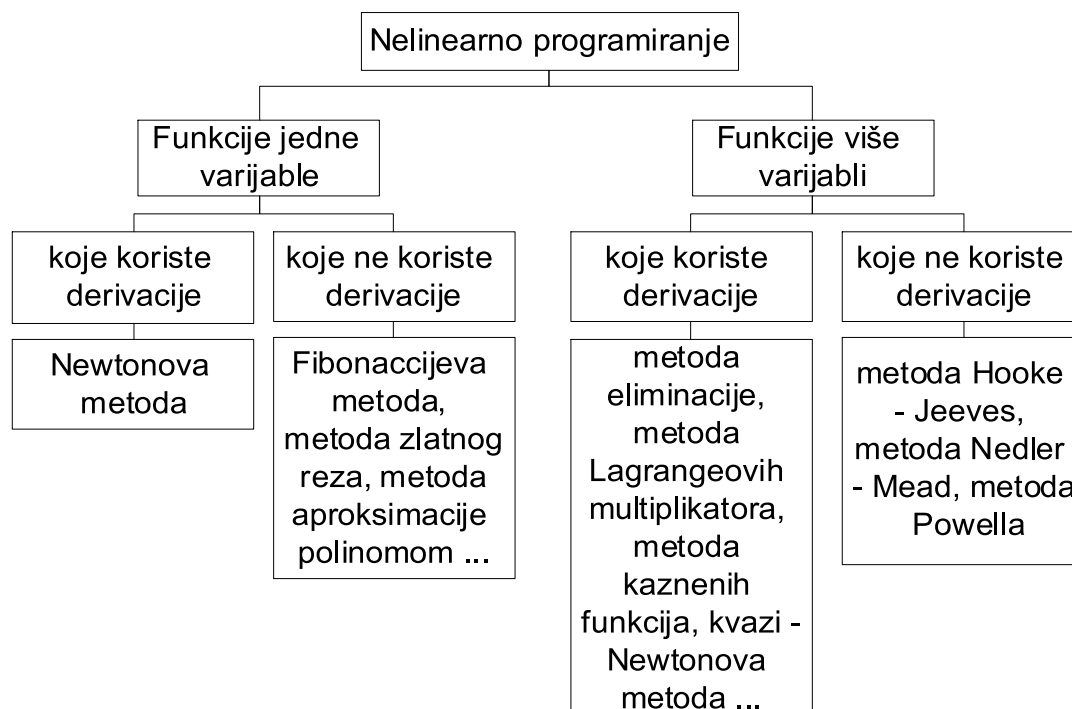 Nelinearno programiranje
Funkcije jedne
varijable
Funkcije više
varijabli
koje koriste
derivacije
koje ne koriste
derivacije
koje koriste
derivacije
koje ne koriste
derivacije
Newtonova
metoda
Fibonaccijeva
metoda,
metoda zlatnog
reza, metoda
aproksimacije
polinomom ...
metoda
eliminacije,
metoda
Lagrangeovih
multiplikatora,
metoda
kaznenih
funkcija, kvazi -
Newtonova
metoda ...
metoda Hooke
- Jeeves,
metoda Nedler
- Mead, metoda
Powella